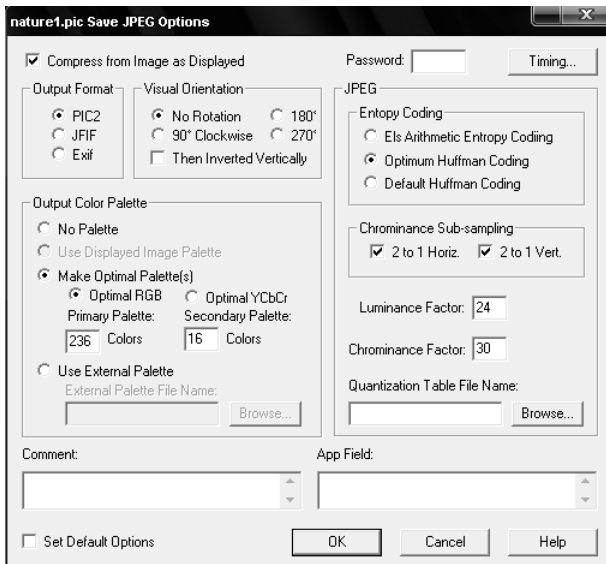 nature1.pic Save JPEG Options
x
Compress from Image as Displayed
Password:
Timing...
Output Format
PIC2
JFIF
Exif
Visual Orientation
No Rotation
180°
90° Clockwise
270°
Then Inverted Vertically
JPEG
Entopy Coding
Els Arithmetic Entropy Codiing
Optimum Huffman Coding
Default Huffman Coding
Output Color Palette
No Palette
Use Displayed Image Palette
Make Optimal Palette(s)
Optimal RGB
Optimal YCbCr
Primary Palette:
Secondary Palette:
236 Colors
16 Colors
Use External Palette
External Palette File Name:
Browse...
Chrominance Sub-sampling
2 to 1 Horiz.
2 to 1 Vert.
Luminance Factor: 24
Chrominance Factor: 30
Quantization Table File Name:
Browse...
Comment:
App Field:
Set Default Options
OK
Cancel
Help